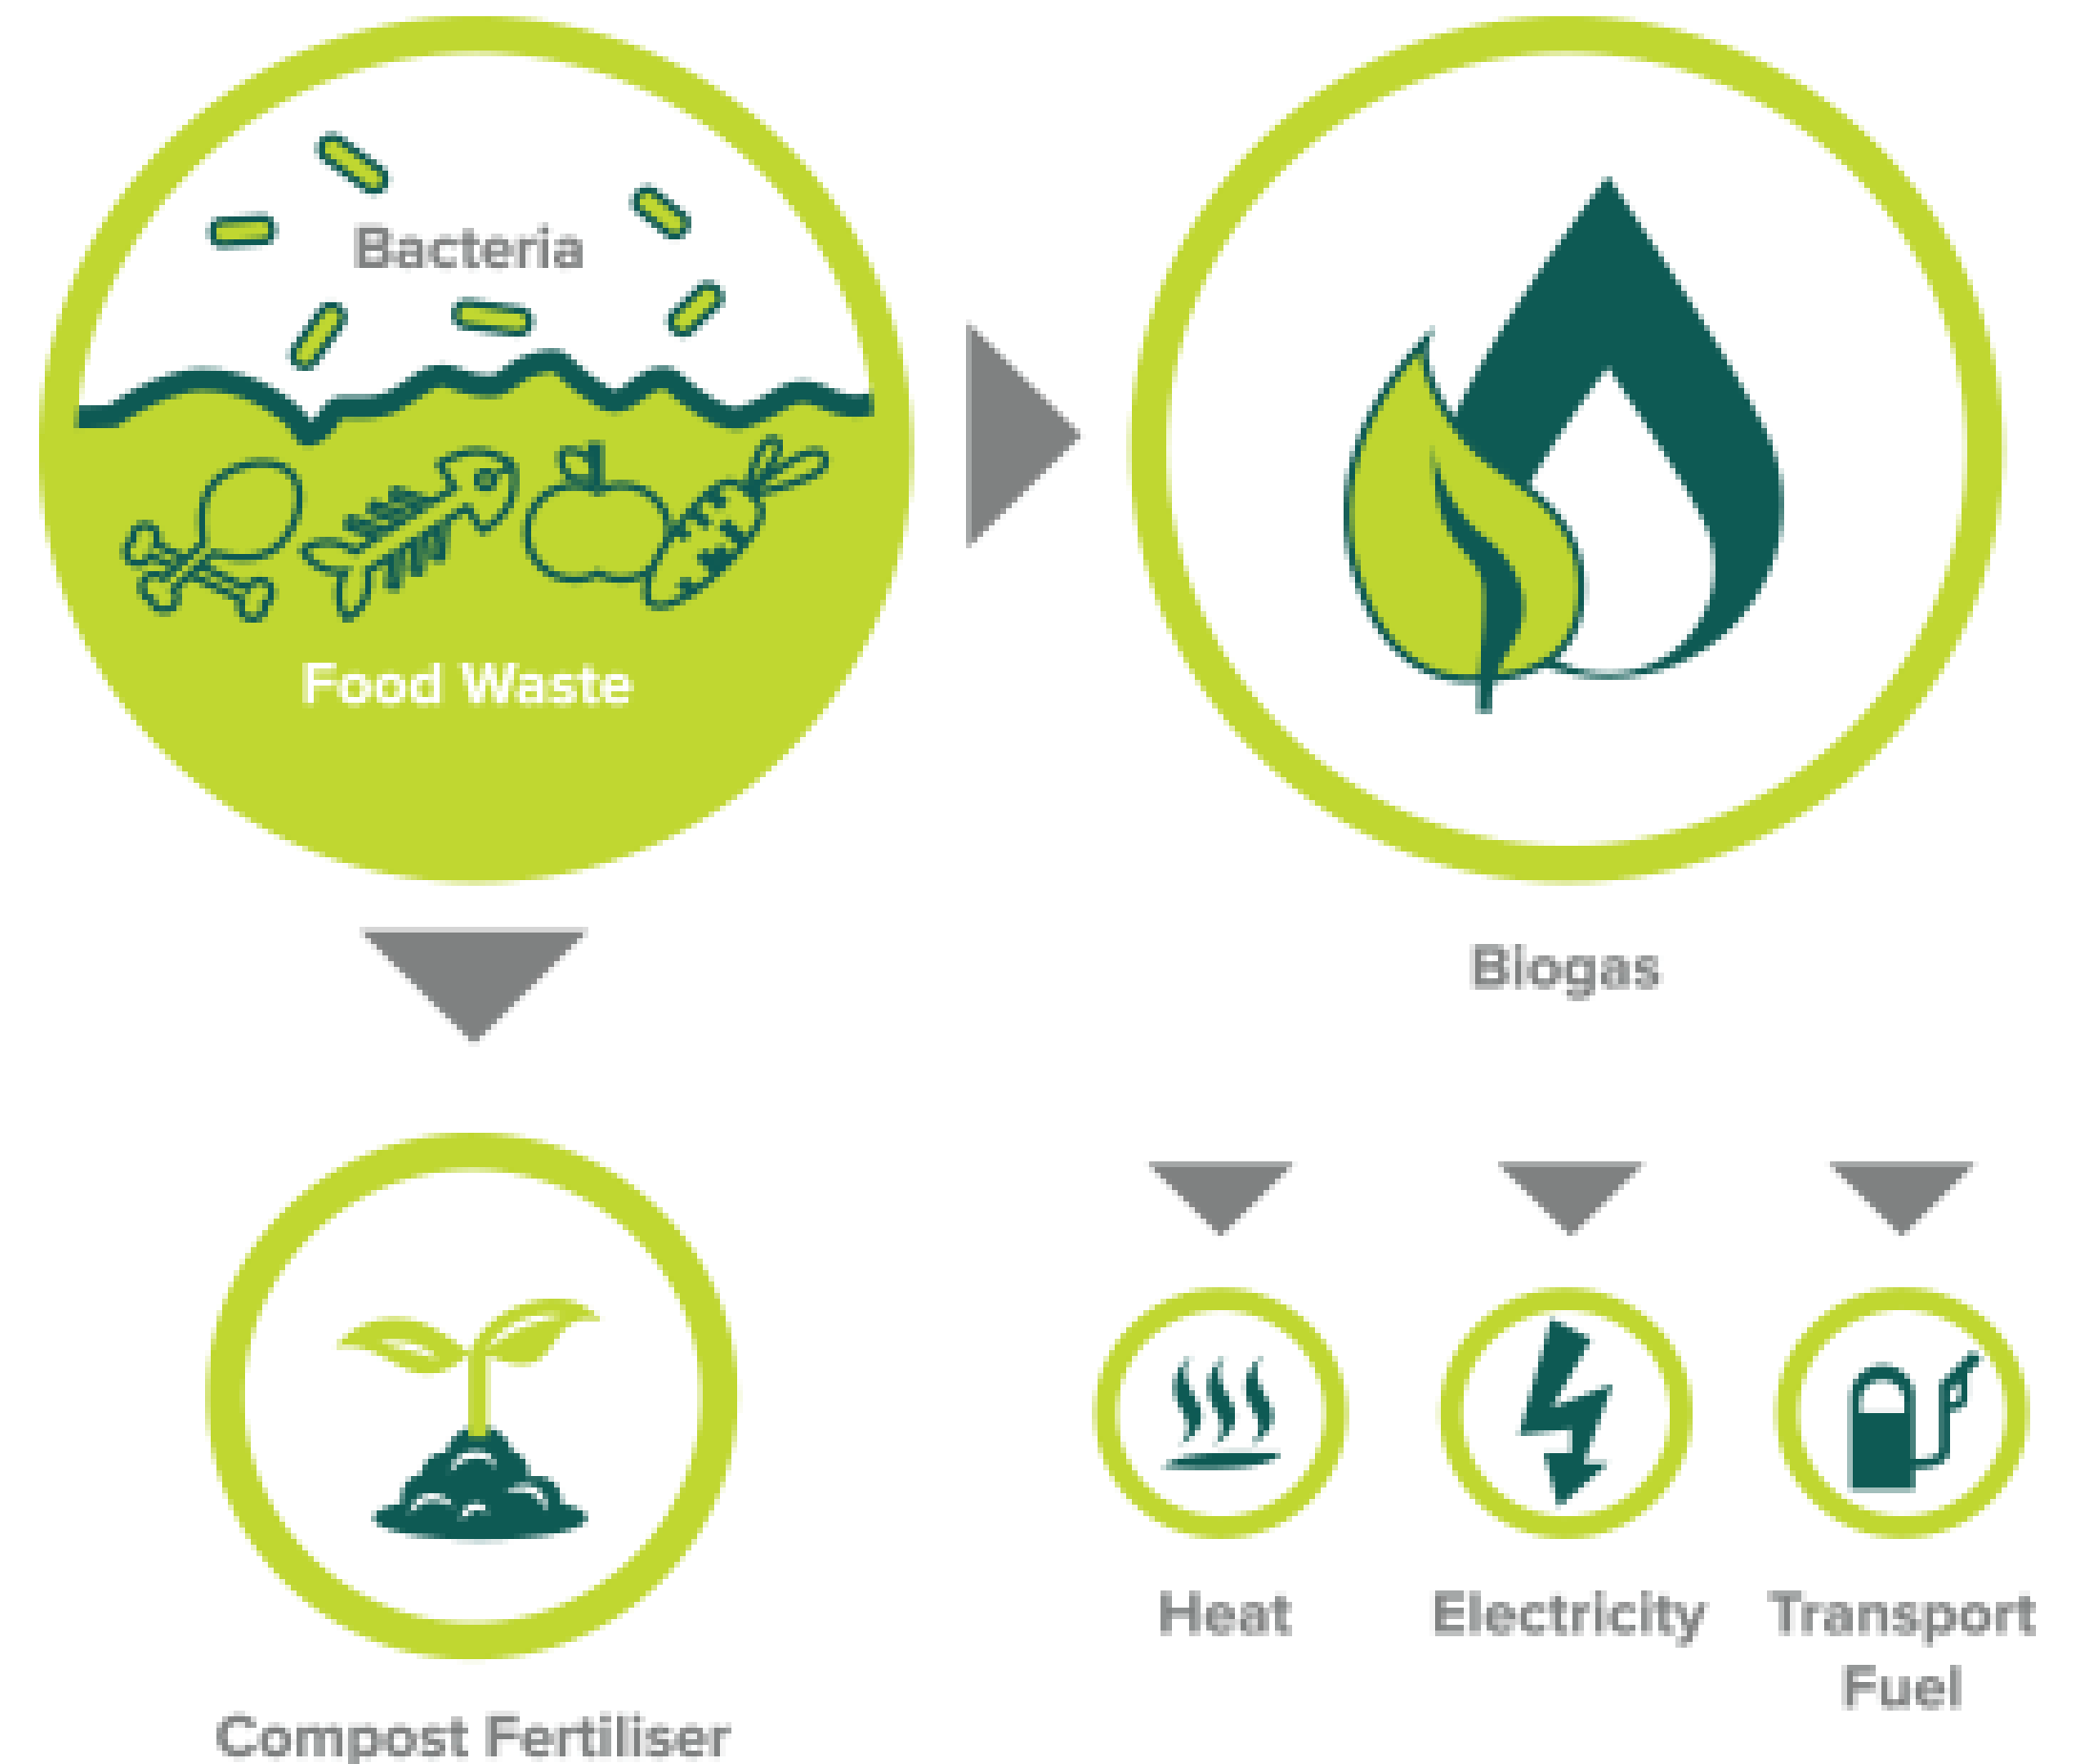 Bacteria
Food Waste
Biogas
Heat
Electricity
Transport
Fuel
Compost Fertiliser